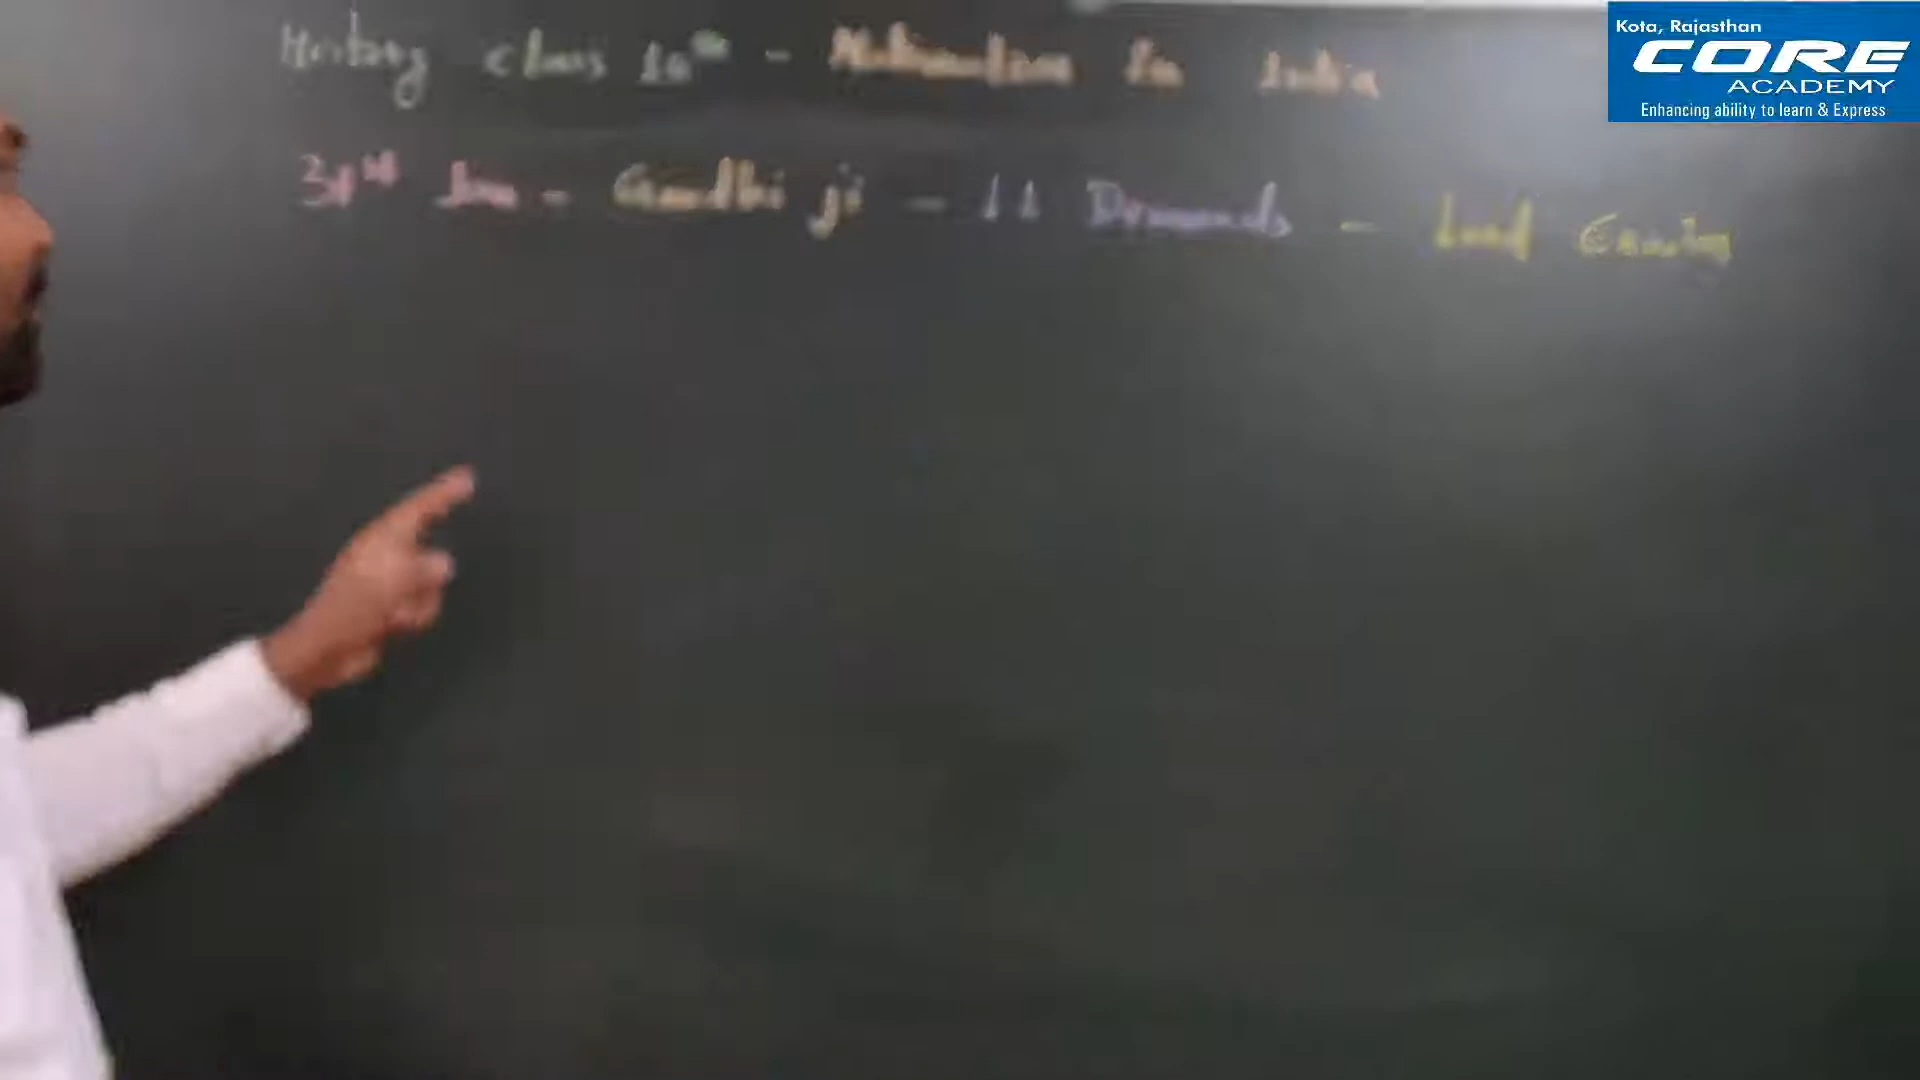 History class 10th - Nationalism In India
31st Jan - Gandhi ji - 11 Demands - Lord
Kota, Rajasthan
CORE
ACADEMY
Enhancing ability to learn & Express